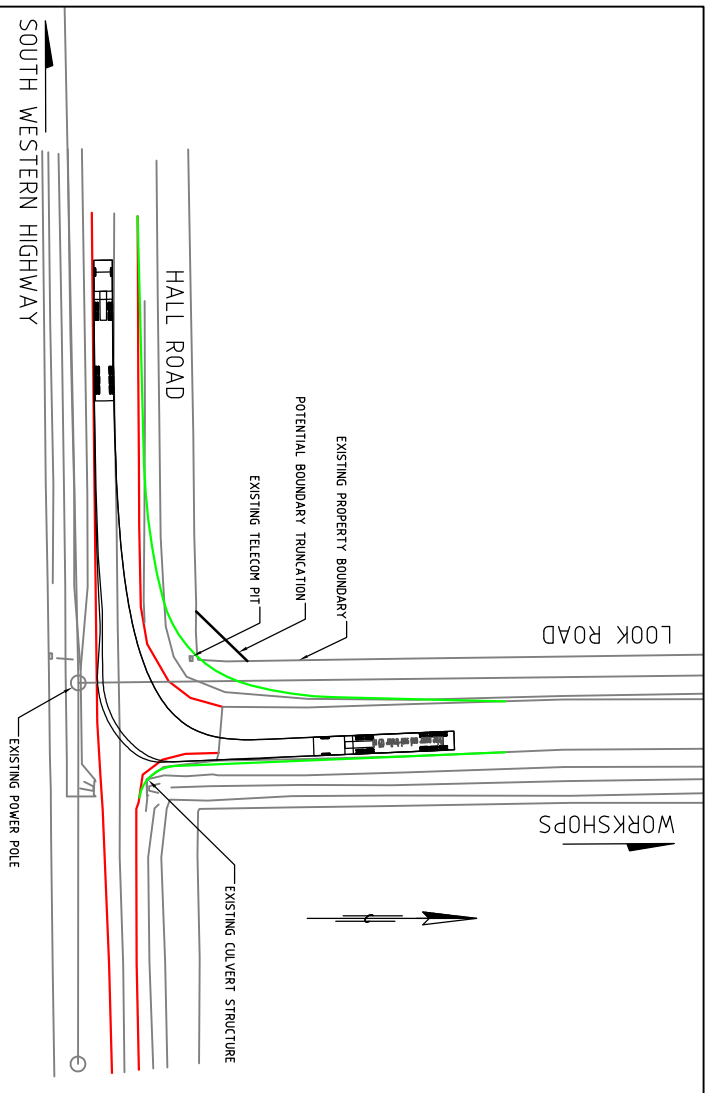 SOUTH WESTERN HIGHWAY
HALL ROAD
EXISTING PROPERTY BOUNDARY
POTENTIAL BOUNDARY TRUNCATION
EXISTING TELECOM PIT
LOOK ROAD
WORKSHOPS
EXISTING CULVERT STRUCTURE
EXISTING POWER POLE